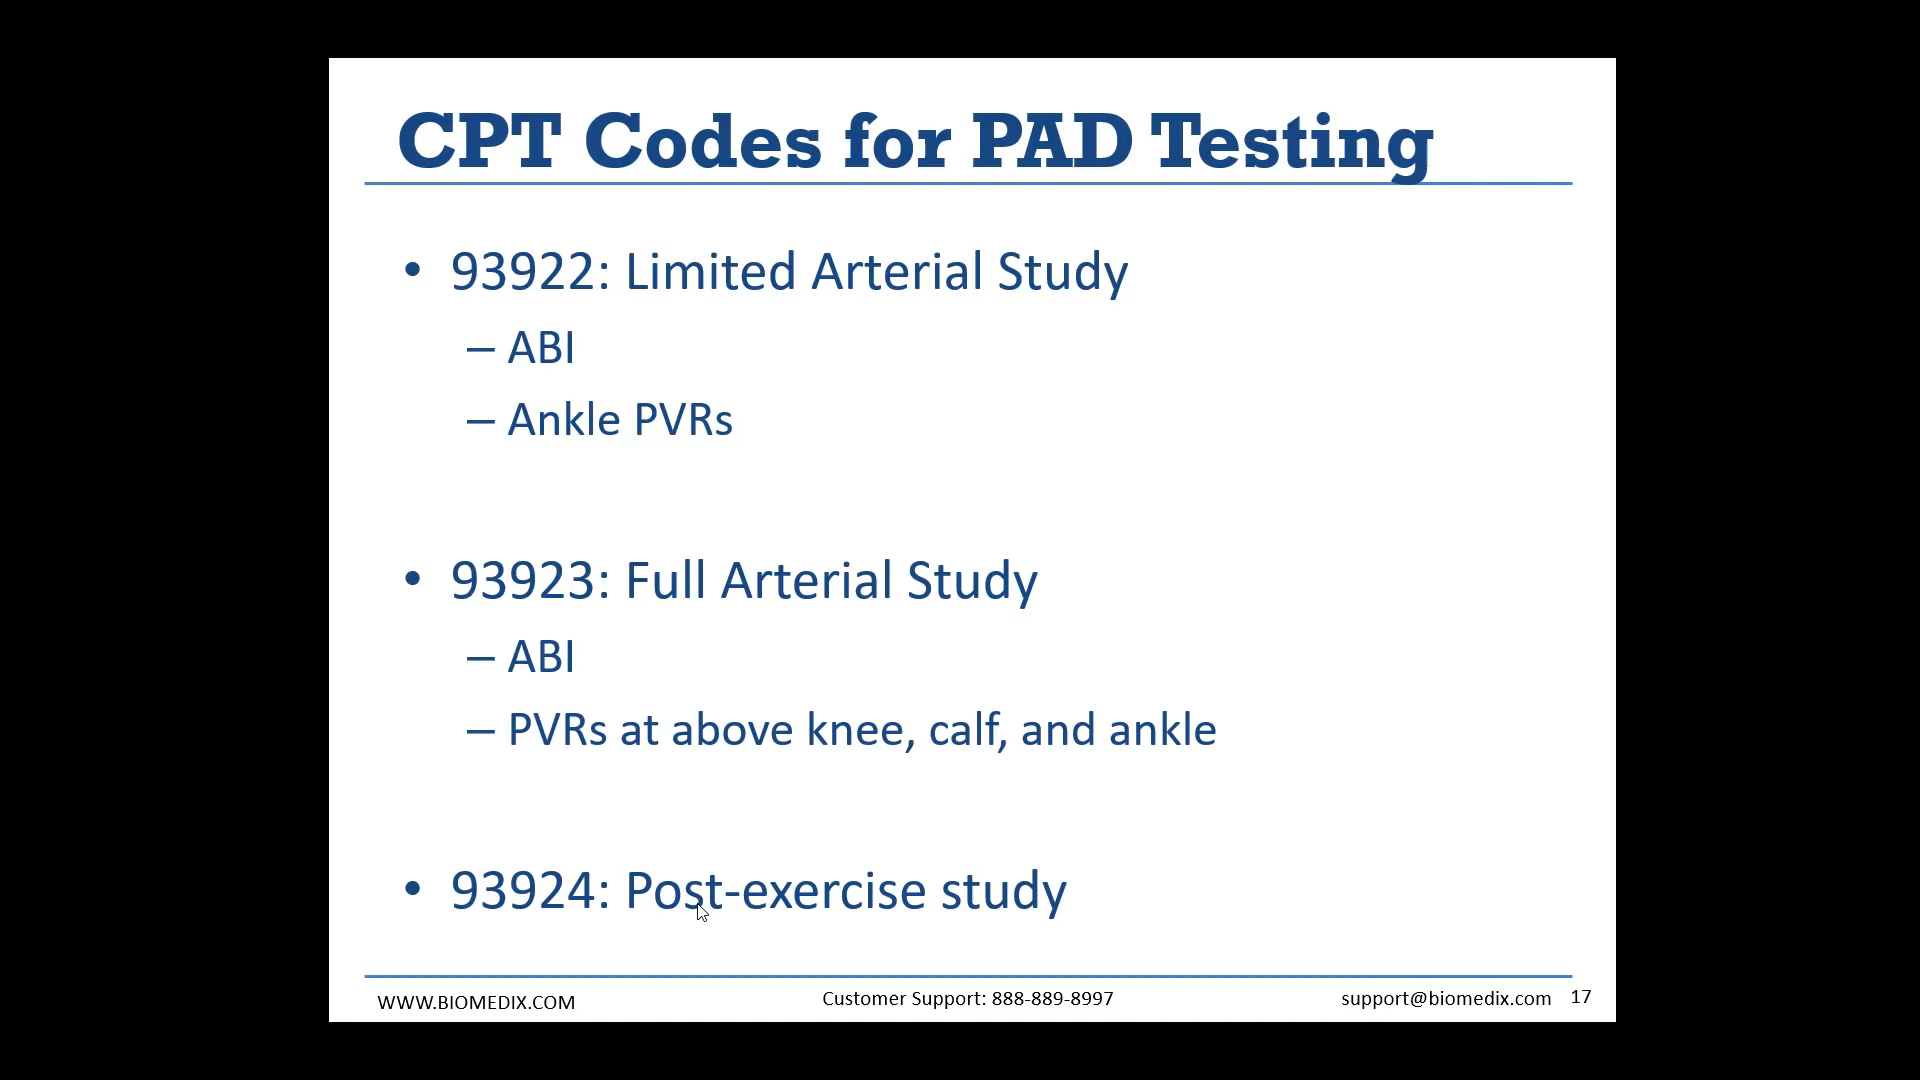 CPT Codes for PAD Testing
• 93922: Limited Arterial Study
– ABI
– Ankle PVRs
• 93923: Full Arterial Study
– ABI
– PVRs at above knee, calf, and ankle
• 93924: Post-exercise study
WWW.BIOMEDIX.COM
Customer Support: 888-889-8997
support@biomedix.com 17